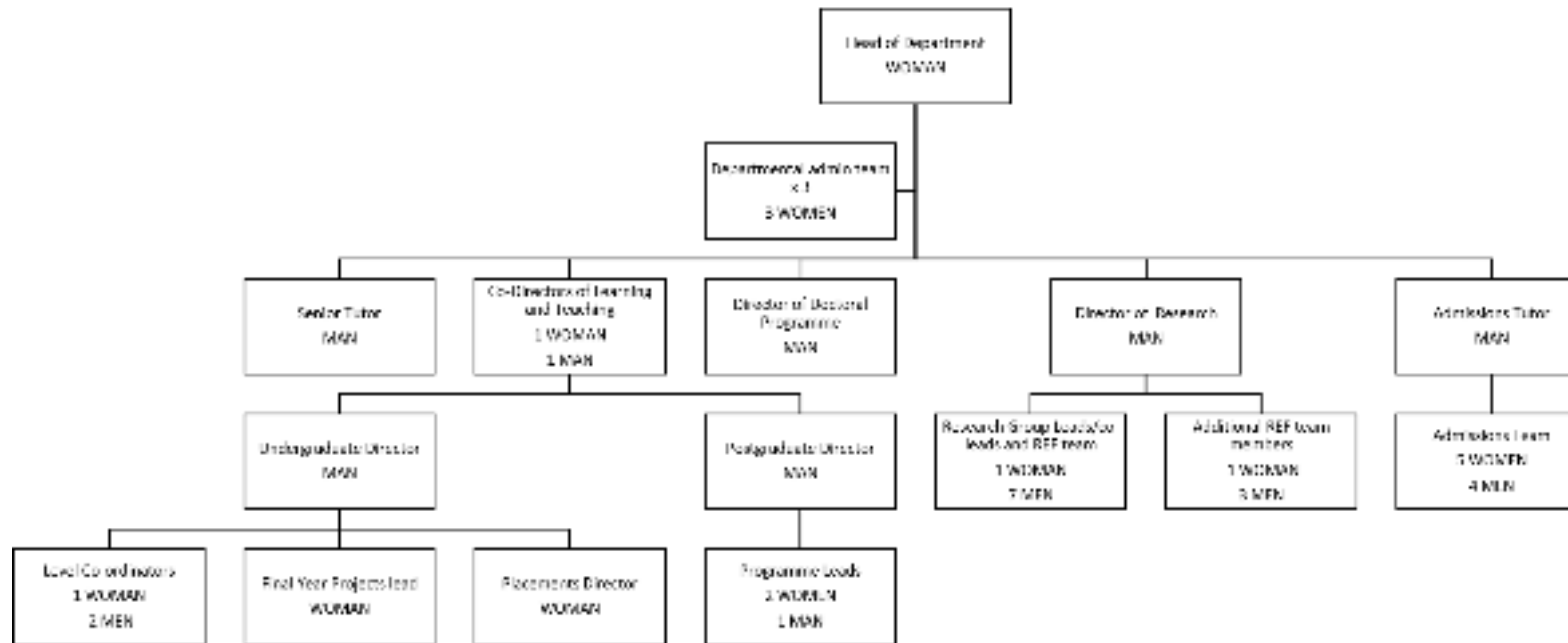 Head of Department
WOMAN
Departmental admin team
x 3
3 WOMEN
Senior Tutor
MAN
Co-Directors of Learning
and Teaching
1 WOMAN
1 MAN
Director of Doctoral
Programme
MAN
Director of Research
MAN
Admissions Tutor
MAN
Undergraduate Director
MAN
Postgraduate Director
MAN
Research Group Leads/co
leads and REF team
1 WOMAN
7 MEN
Additional REF team
members
1 WOMAN
3 MEN
Admissions Team
5 WOMEN
4 MEN
Level Co-ordinators
1 WOMAN
2 MEN
Final Year Projects lead
WOMAN
Placements Director
WOMAN
Programme Leads
WOMEN
1 MAN